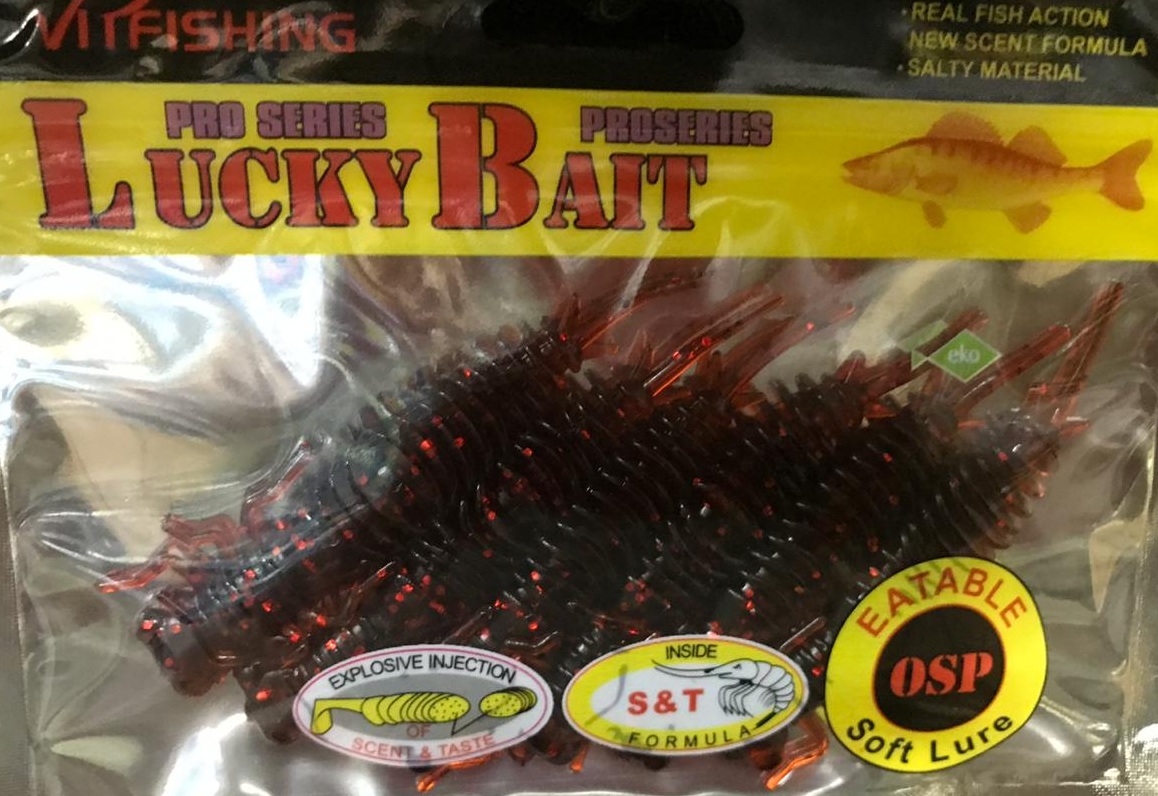 VITFISHING
• REAL FISH ACTION
NEW SCENT FORMULA
• SALTY MATERIAL
PRO SERIES
PROSERIES
LUCKY BAIT
eko
EXPLOSIVE INJECTION
OF
SCENT & TASTE
INSIDE
S&T
FORMULA
EATABLE
OSP
Soft Lure